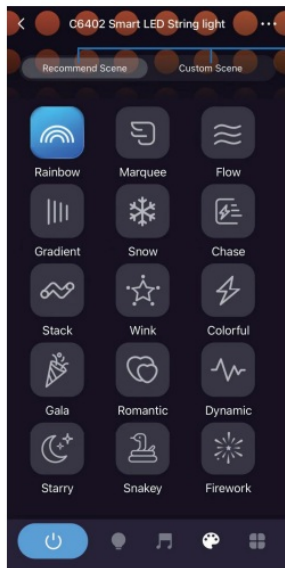 C6402 Smart LED String light
Recommend Scene Custom Scene
Rainbow Marquee Flow
Gradient Snow Chase
Stack Wink Colorful
Gala Romantic Dynamic
Starry Snakey Firework